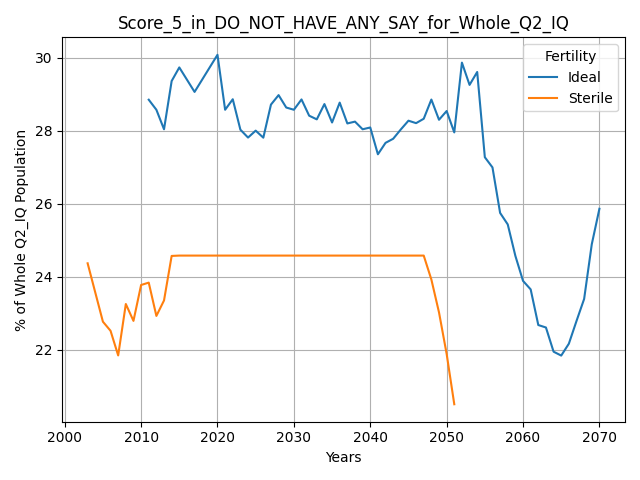 Score_5_in_DO_NOT_HAVE_ANY_SAY_for_Whole_Q2_IQ
Fertility
Ideal
Sterile
% of Whole Q2_IQ Population
30
28
26
24
22
2000 2010 2020 2030 2040 2050 2060 2070
Years